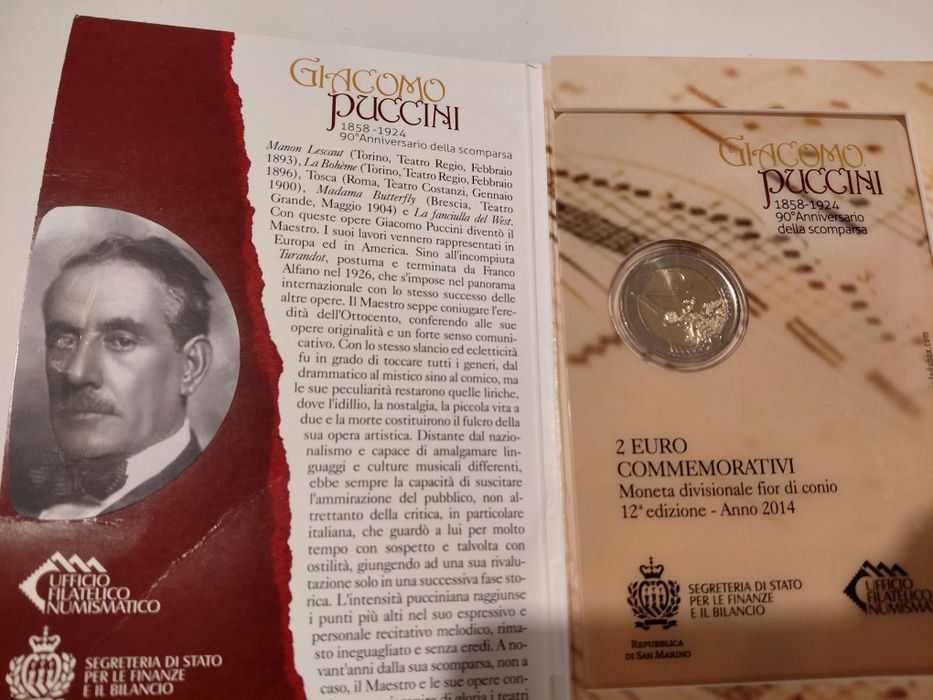 GIACOMO
PUCCINI
1858-1924
90°Anniversario della scomparsa
Manon Lescaut (Torino, Teatro Regio, Febbraio
1893), La Bohème (Torino, Teatro Regio, Febbraio
1896), Tosca (Roma, Teatro Costanzi, Gennaio
1900), Madama Butterfly (Brescia, Teatro
Grande, Maggio 1904) e La fanciulla del West.
Con queste opere Giacomo Puccini diventò il
Maestro. I suoi lavori vennero rappresentati in
Europa ed in America. Sino all'incompiuta
Turandot, postuma e terminata da Franco
Alfano nel 1926, che s'impose nel panorama
internazionale con lo stesso successo delle
altre opere. Il Maestro seppe coniugare l'ere-
dità dell'Ottocento, conferendo alle sue
opere originalità e un forte senso comuni-
cativo. Con lo stesso slancio ed eclettiCità
fu in grado di toccare tutti i generi, dal
drammatico al mistico sino al comico, ma
le sue peculiarità restarono quelle liriche,
dove l'idillio, la nostalgia, la piccola vita a
due e la morte costituirono il fulcro della
sua opera artistica. Distante dal nazio-
nalismo e capace di amalgamare lin-
guaggi e culture musicali differenti,
ebbe sempre la capacità di suscitare
l'ammirazione del pubblico, non al-
trettanto della critica, in particolare
italiana, che guardò a lui per molto
tempo con sospetto e talvolta con
ostilità, giungendo ad una sua rivalu-
tazione solo in una successiva fase sto-
rica. L'intensità pucciniana raggiunse
i punti più alti nel suo espressivo e
personale recitativo melodico, rima-
sto ineguagliato e senza eredi. A no-
vant'anni dalla sua scomparsa, non a
caso, il Maestro e le sue opere con-
di gloria i teatri
UFFICIO
FILATELICO
NUMISMATICO
SEGRETERIA DI STATO
PER LE FINANZE
E IL BILANCIO
GIACOMO
PUCCINI
1858-1924
90°Anniversario
della scomparsa
2 EURO
COMMEMORATIVI
Moneta divisionale fior di conio
12ª edizione - Anno 2014
REPUBBLICA
DI SAN MARINO
SEGRETERIA DI STATO
PER LE FINANZE
E IL BILANCIO
UFFICIO
FILATELICO
NUMISMA